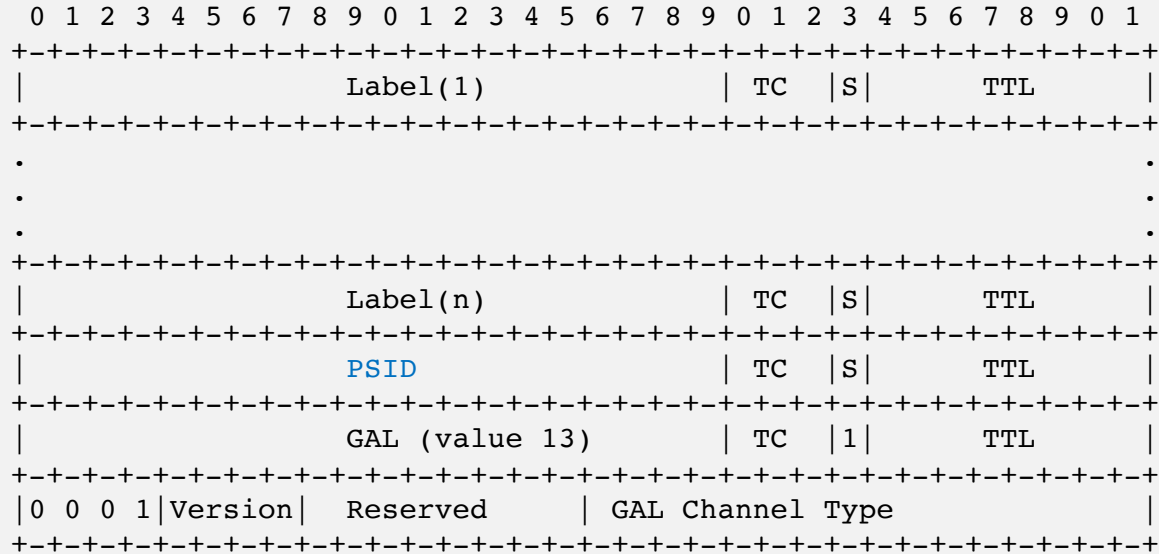 0 1 2 3 4 5 6 7 8 9 0 1 2 3 4 5 6 7 8 9 0 1 2 3 4 5 6 7 8 9 0 1
+-+-+-+-+-+-+-+-+-+-+-+-+-+-+-+-+-+-+-+-+-+-+-+-+-+-+-+-+-+-+-+-+
|                  Label(1)             | TC  |S|      TTL      |
+-+-+-+-+-+-+-+-+-+-+-+-+-+-+-+-+-+-+-+-+-+-+-+-+-+-+-+-+-+-+-+-+
.                                                               .
.                                                               .
.                                                               .
+-+-+-+-+-+-+-+-+-+-+-+-+-+-+-+-+-+-+-+-+-+-+-+-+-+-+-+-+-+-+-+-+
|                  Label(n)             | TC  |S|      TTL      |
+-+-+-+-+-+-+-+-+-+-+-+-+-+-+-+-+-+-+-+-+-+-+-+-+-+-+-+-+-+-+-+-+
|                  PSID                 | TC  |S|      TTL      |
+-+-+-+-+-+-+-+-+-+-+-+-+-+-+-+-+-+-+-+-+-+-+-+-+-+-+-+-+-+-+-+-+
|                  GAL (value 13)       | TC  |1|      TTL      |
+-+-+-+-+-+-+-+-+-+-+-+-+-+-+-+-+-+-+-+-+-+-+-+-+-+-+-+-+-+-+-+-+
|0 0 0 1|Version|  Reserved     | GAL Channel Type              |
+-+-+-+-+-+-+-+-+-+-+-+-+-+-+-+-+-+-+-+-+-+-+-+-+-+-+-+-+-+-+-+-+